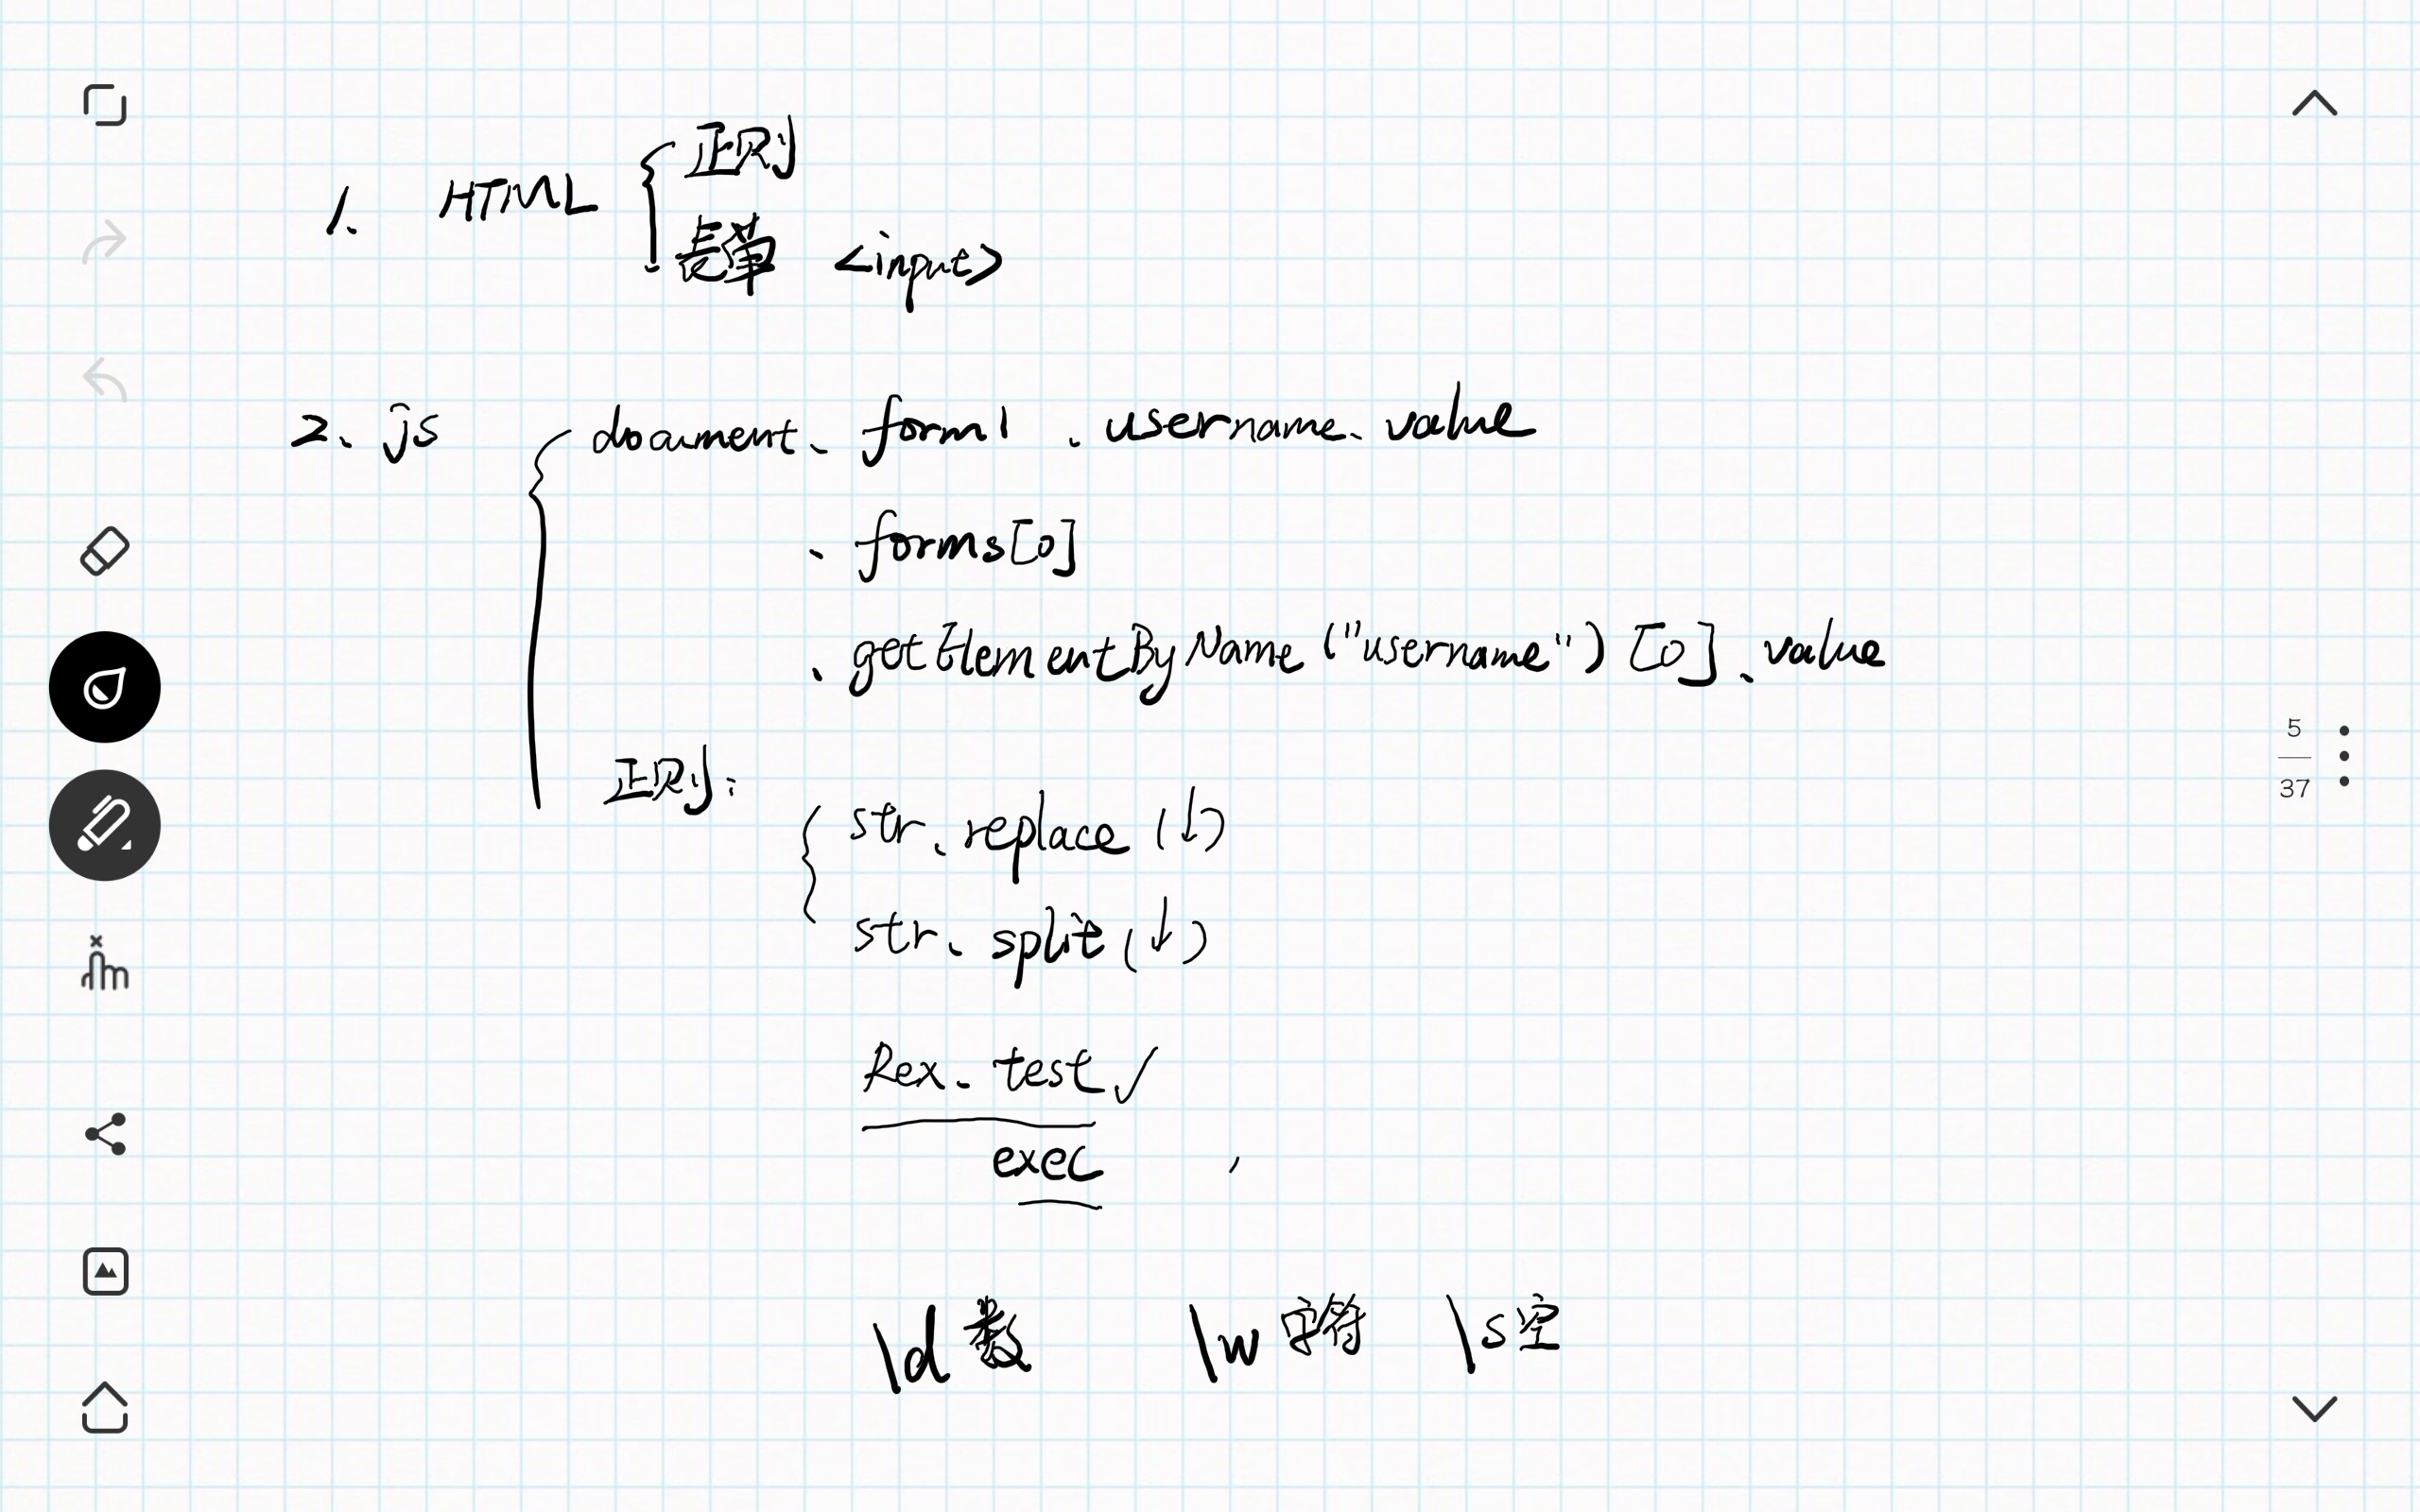 1. HTML { 正则
表单 <input>
2、js { document、form1 .username、value
、forms[0]
、getElementByName("username")[0]、value
正则:
{ str、replace(↓)
str、split(↓)
Rex、test✓
exec
\d 数 \w 字符 \s空
5
37